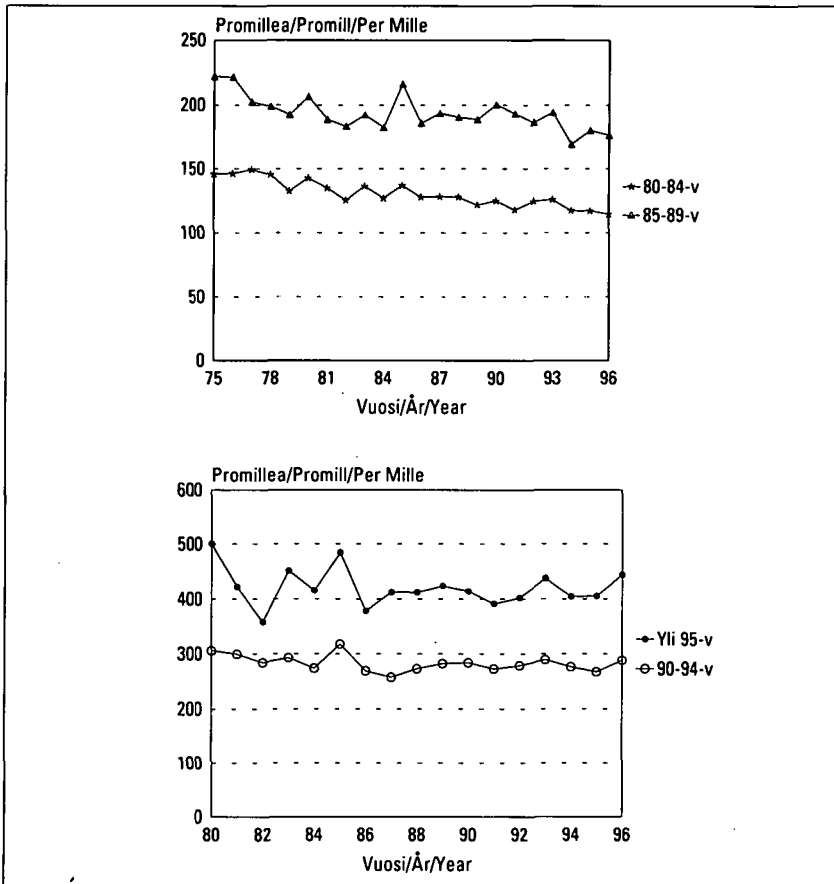 Promillea/Promill/Per Mille
250
200
150
100
50
0
75 78 81 84 87 90 93 96
Vuosi/År/Year
80-84-v
85-89-v
Promillea/Promill/Per Mille
600
500
400
300
200
100
0
80 82 84 86 88 90 92 94 96
Vuosi/År/Year
Yli 95-v
90-94-v